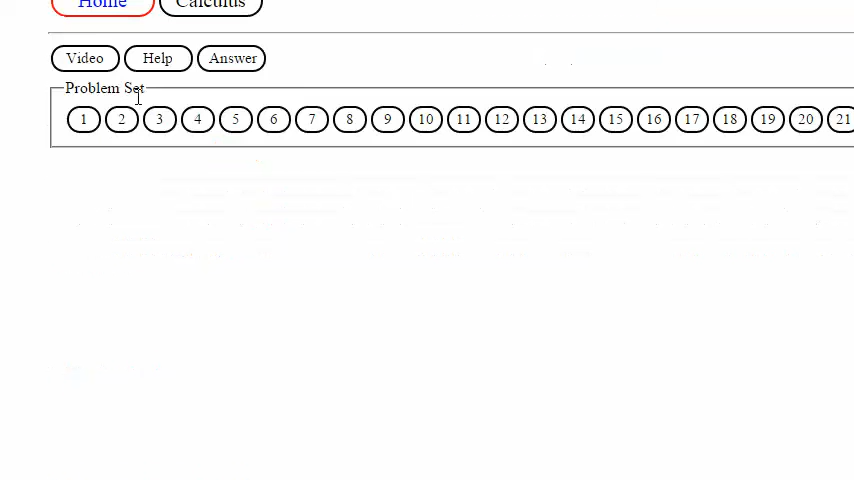 Home Calculus
Video Help Answer
Problem Set
1 2 3 4 5 6 7 8 9 10 11 12 13 14 15 16 17 18 19 20 21